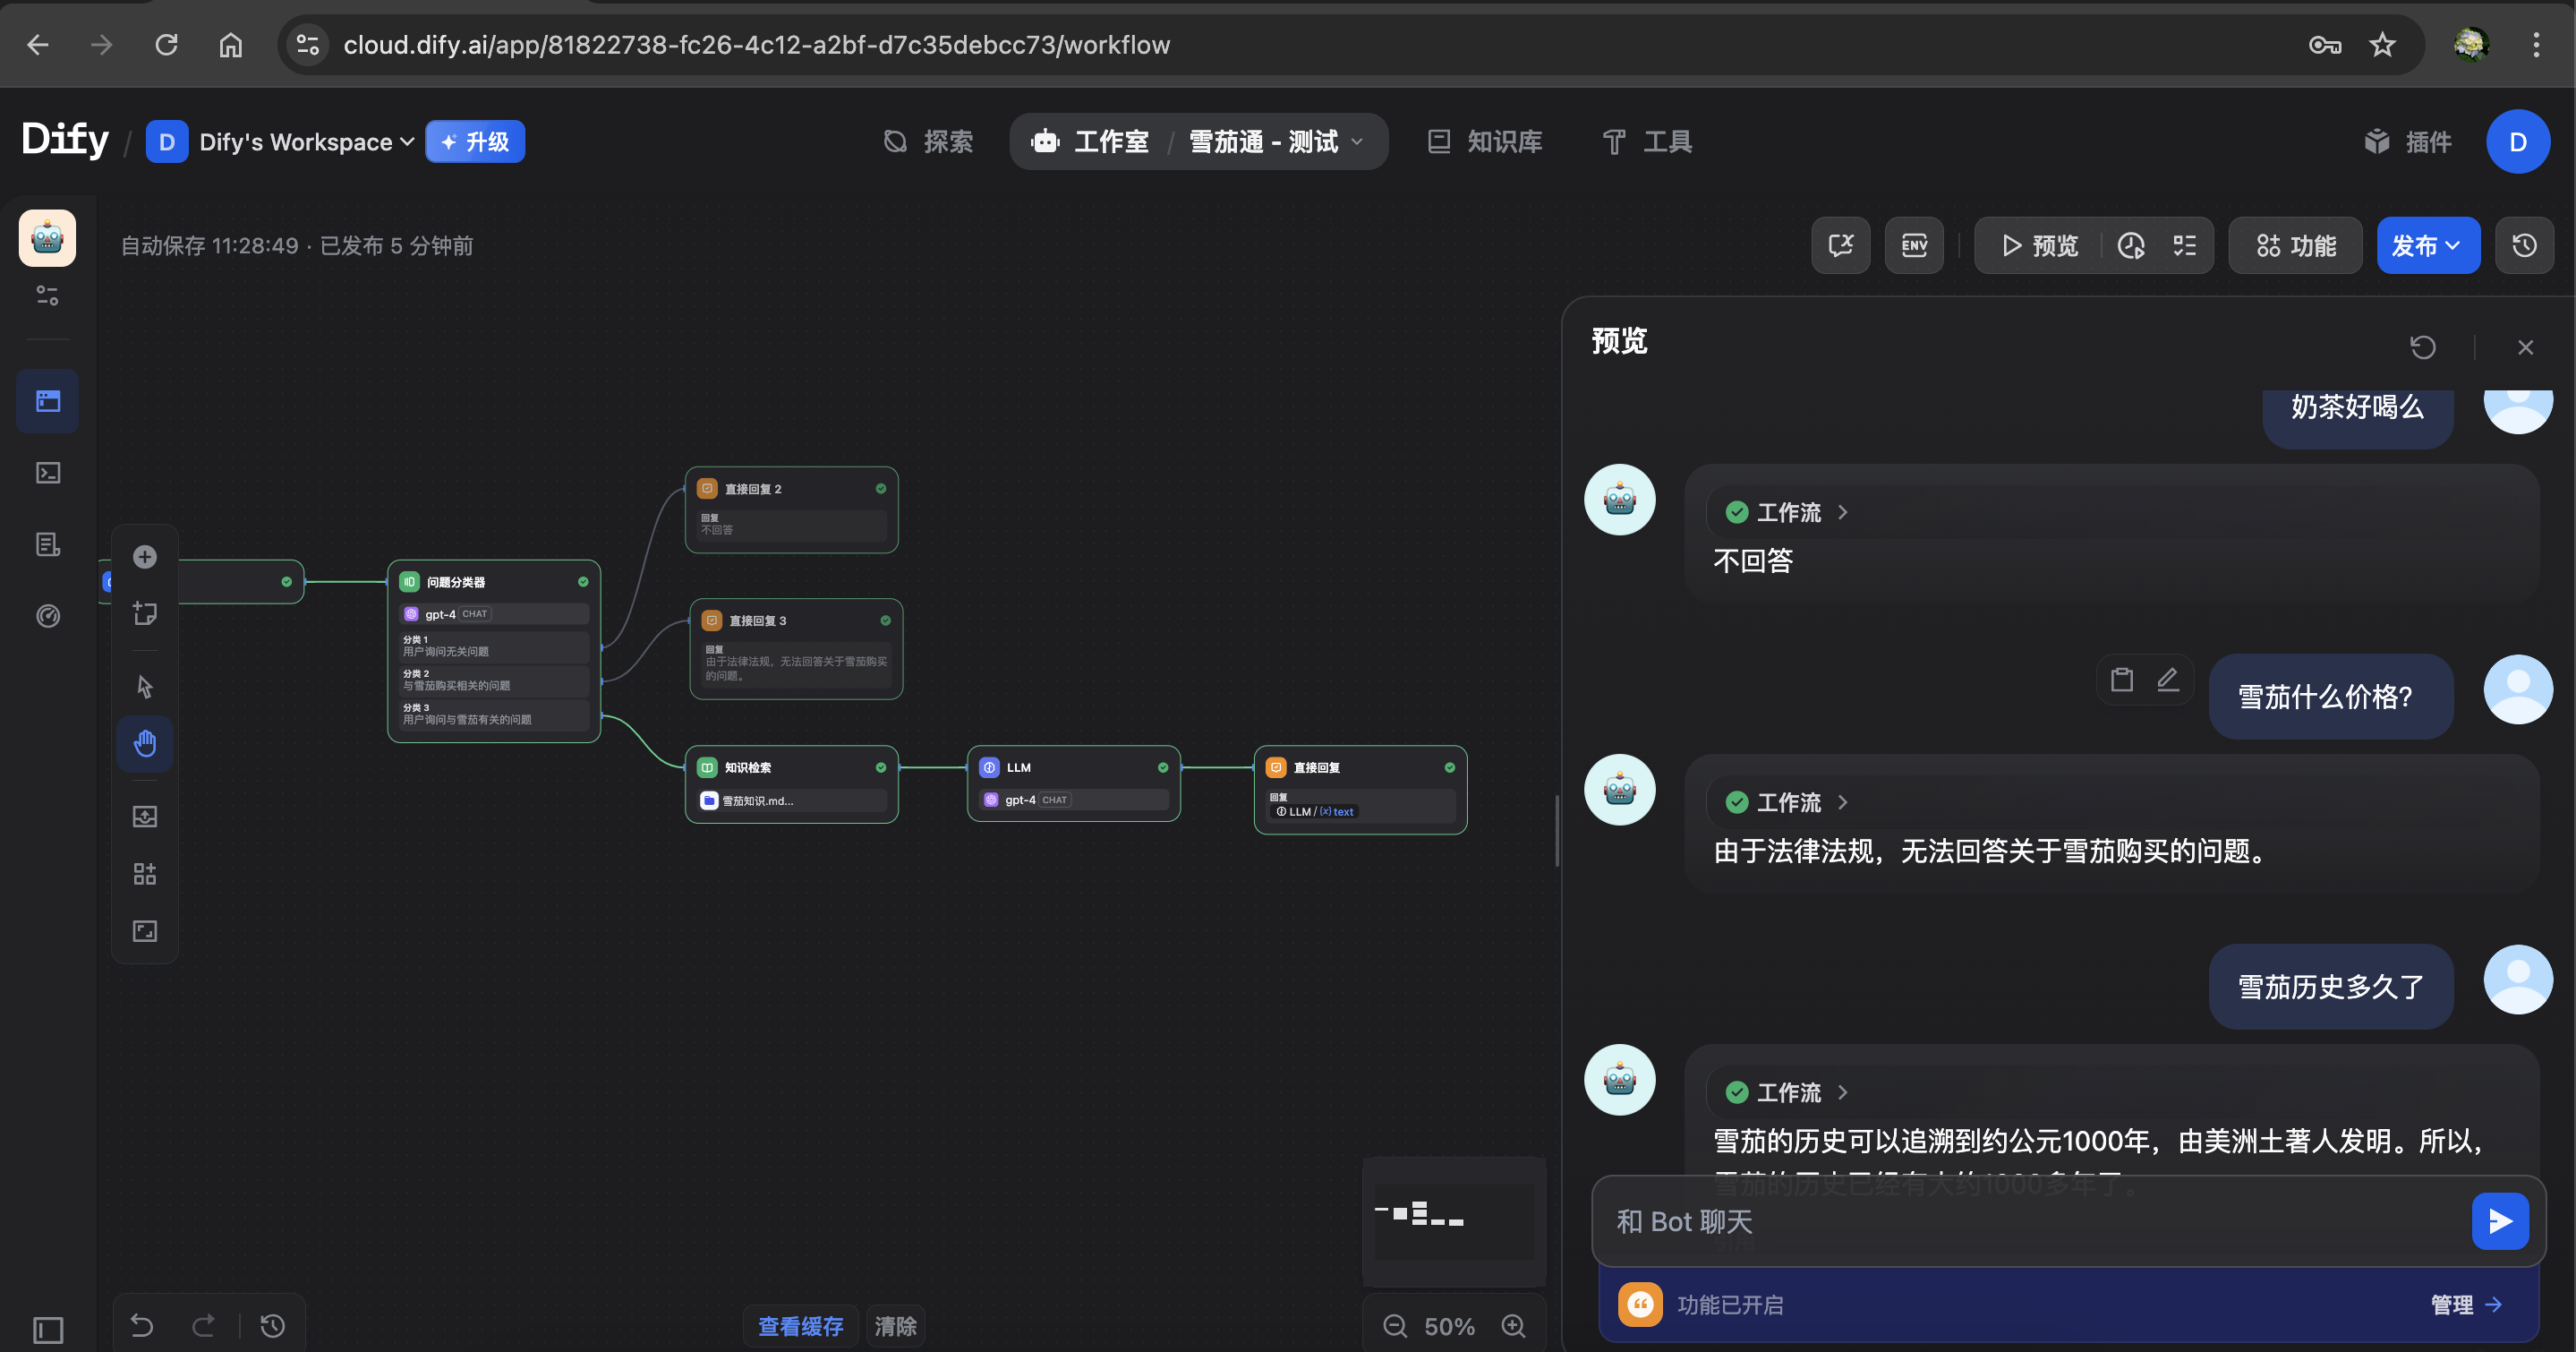 cloud.dify.ai/app/81822738-fc26-4c12-a2bf-d7c35debcc73/workflow
Dify / D Dify's Workspace 升级
探索
工作室 / 雪茄通 - 测试
知识库
工具
插件
D
自动保存 11:28:49 · 已发布 5 分钟前
ENV
预览
功能
发布
直接回复 2
回复
不回答
问题分类器
gpt-4 CHAT
分类 1
用户询问无关问题
分类 2
与雪茄购买相关的问题
分类 3
用户询问与雪茄有关的问题
直接回复 3
回复
由于法律法规，无法回答关于雪茄购买
的问题。
知识检索
雪茄知识.md...
LLM
gpt-4 CHAT
直接回复
回复
LLM / {x} text
查看缓存 清除
50%
预览
奶茶好喝么
工作流
不回答
雪茄什么价格?
工作流
由于法律法规，无法回答关于雪茄购买的问题。
雪茄历史多久了
工作流
雪茄的历史可以追溯到约公元1000年，由美洲土著人发明。所以，
雪茄的历史已经有大约1000多年了。
和 Bot 聊天
功能已开启
管理